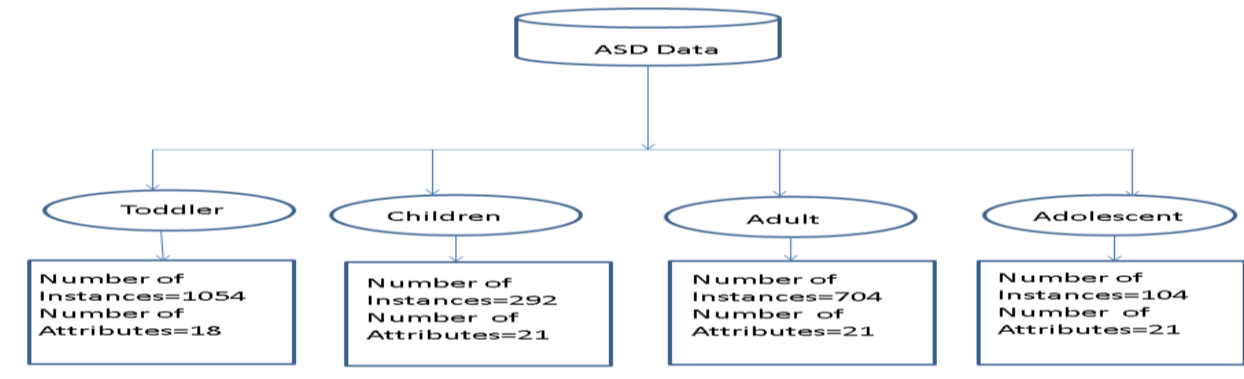 ASD Data
Toddler
Children
Adult
Adolescent
Number of
Instances=1054
Number of
Attributes=18
Number of
Instances=292
Number of
Attributes=21
Number of
Instances=704
Number of
Attributes=21
Number of
Instances=104
Number of
Attributes=21